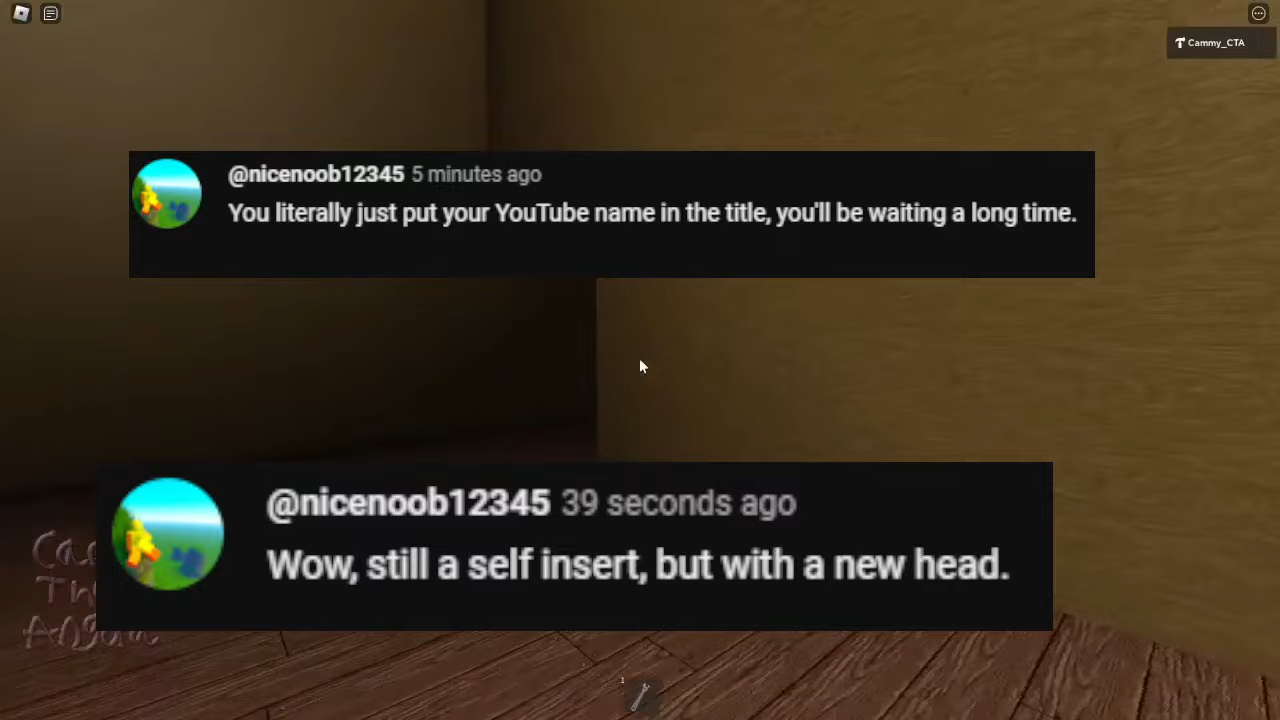 Cammy_CTA
@nicenoob12345 5 minutes ago
You literally just put your YouTube name in the title, you'll be waiting a long time.
@nicenoob12345 39 seconds ago
Wow, still a self insert, but with a new head.
1